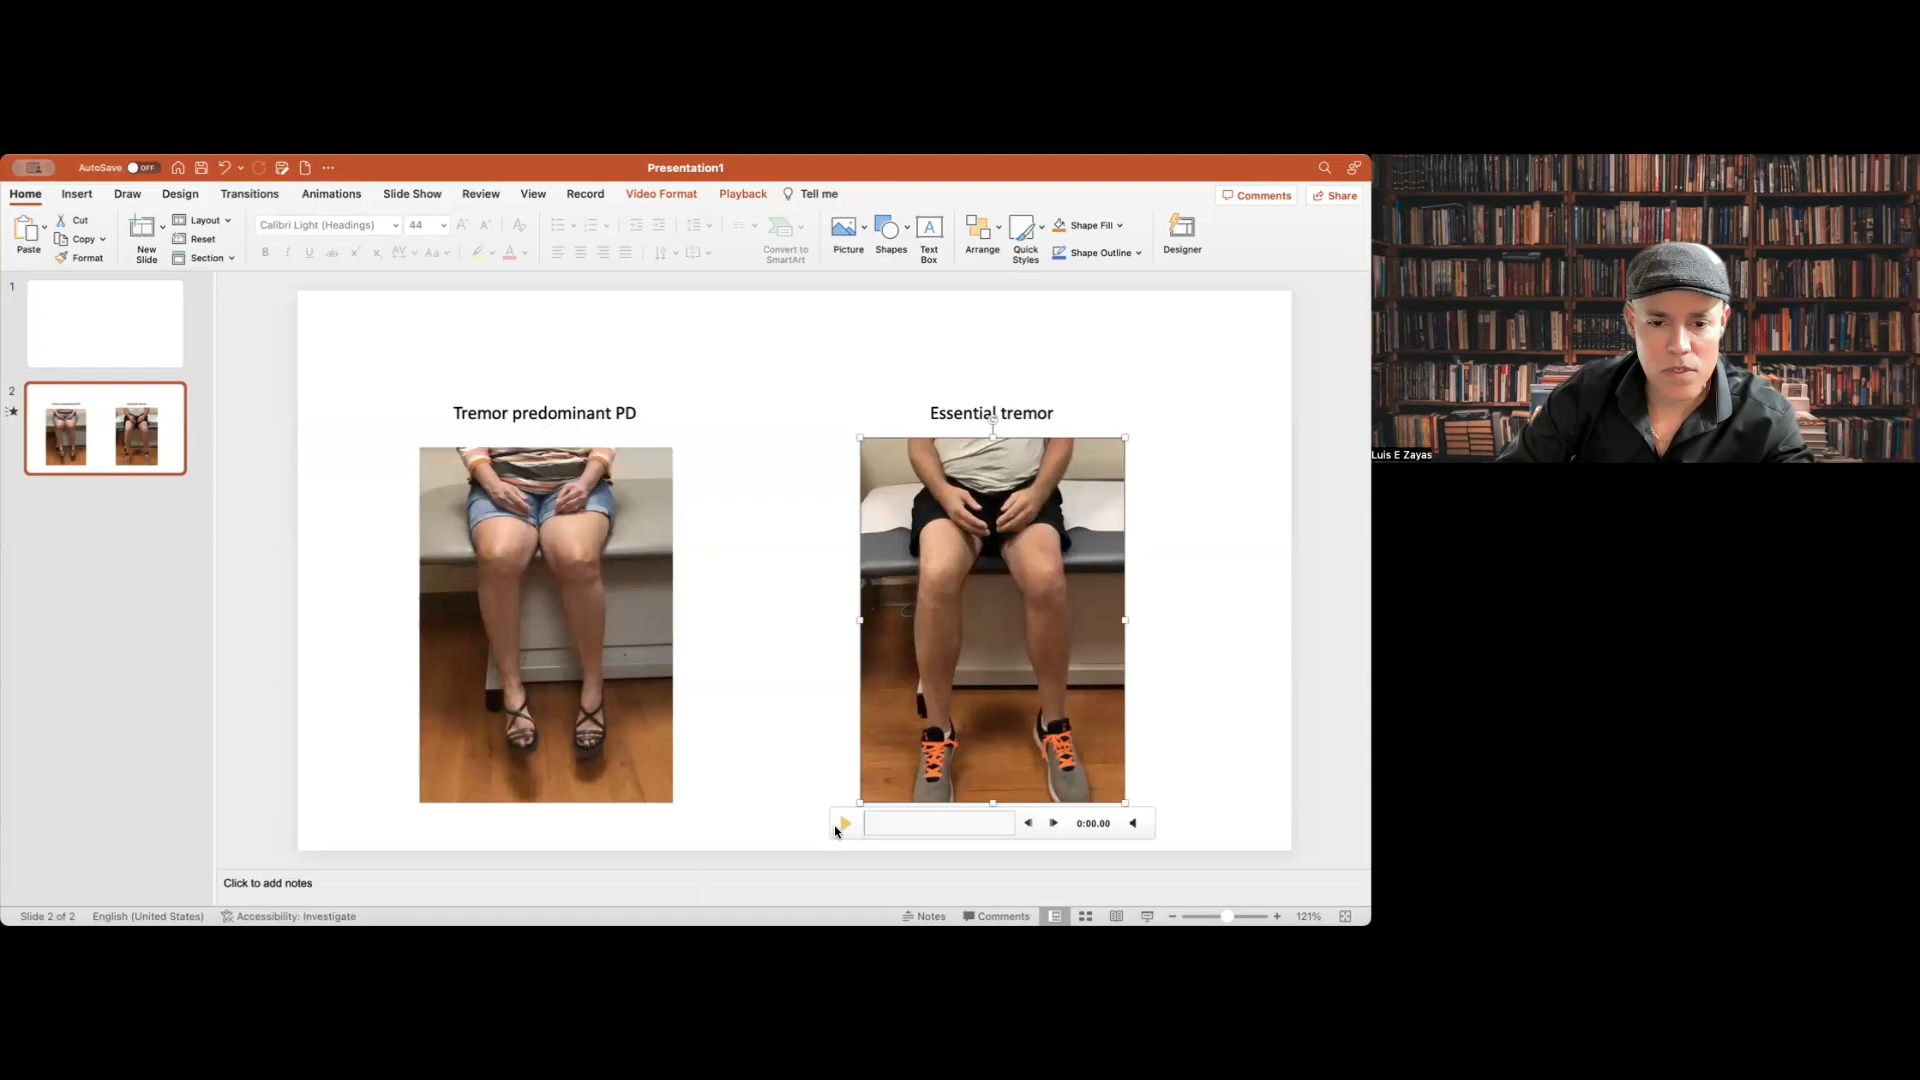 AutoSave OFF
Presentation1
Home Insert Draw Design Transitions Animations Slide Show Review View Record Video Format Playback Tell me
Comments Share
Paste
Cut
Copy
Format
New Slide
Layout
Reset
Section
Calibri Light (Headings) 44
B I U ab X X AV Aa A
Convert to SmartArt
Picture
Shapes
A
Text Box
Arrange
Quick Styles
Shape Fill
Shape Outline
Designer
1
2
Tremor predominant PD
Essential tremor
0:00.00
Click to add notes
Slide 2 of 2 English (United States) Accessibility: Investigate Notes Comments 121%
Luis E Zayas